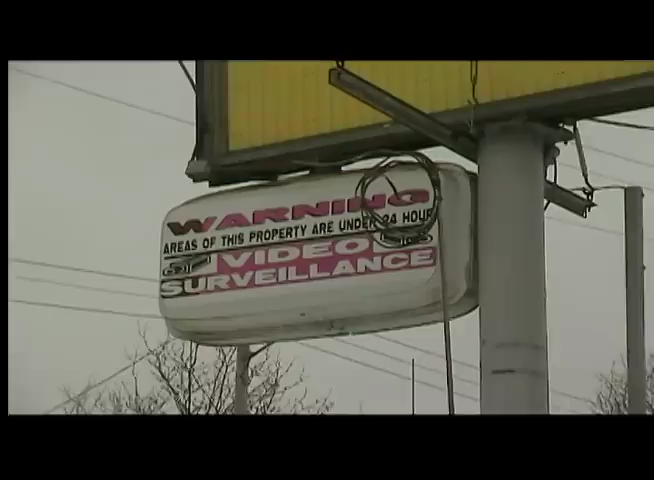 WARNING
AREAS OF THIS PROPERTY ARE UNDER 24 HOUR
VIDEO
SURVEILLANCE